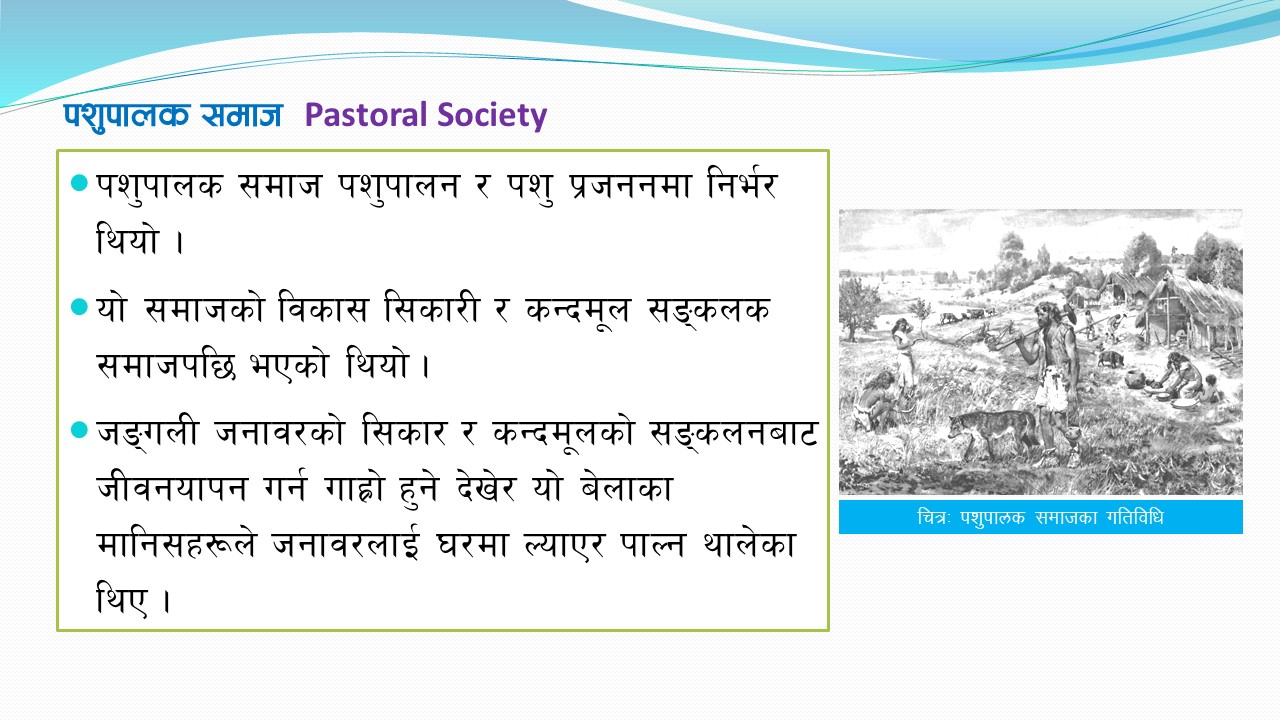 पशुपालक समाज Pastoral Society
पशुपालक समाज पशुपालन र पशु प्रजननमा निर्भर
थियो ।
यो समाजको विकास सिकारी र कन्दमूल सङ्कलक
समाजपछि भएको थियो ।
जङ्गली जनावरको सिकार र कन्दमूलको सङ्कलनबाट
जीवनयापन गर्न गाह्रो हुने देखेर यो बेलाका
मानिसहरूले जनावरलाई घरमा ल्याएर पाल्न थालेका
थिए ।
चित्रः पशुपालक समाजका गतिविधि